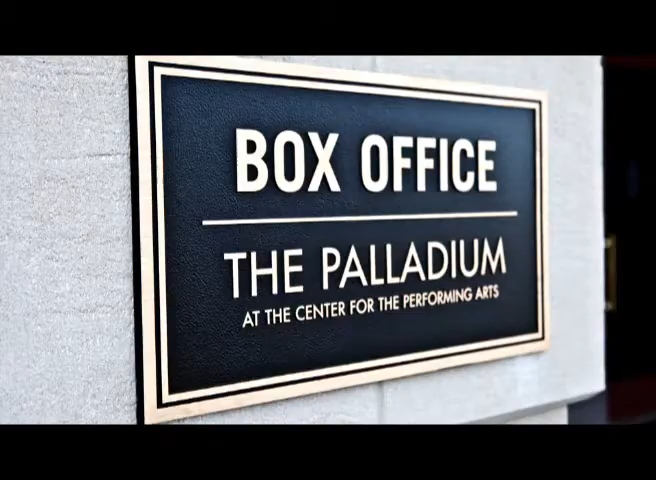 BOX OFFICE
THE PALLADIUM
AT THE CENTER FOR THE PERFORMING ARTS